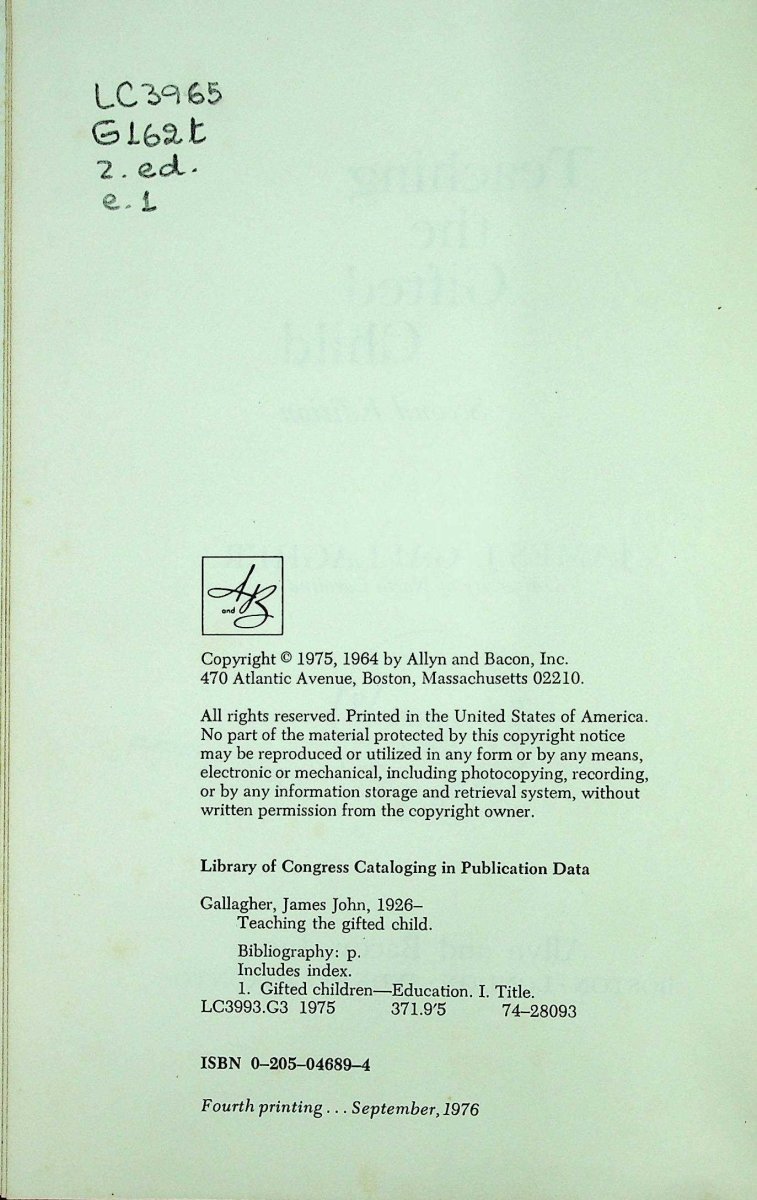 LC3965
G162t
2. ed.
e. 1
A and B
Copyright © 1975, 1964 by Allyn and Bacon, Inc.
470 Atlantic Avenue, Boston, Massachusetts 02210.
All rights reserved. Printed in the United States of America.
No part of the material protected by this copyright notice
may be reproduced or utilized in any form or by any means,
electronic or mechanical, including photocopying, recording,
or by any information storage and retrieval system, without
written permission from the copyright owner.
Library of Congress Cataloging in Publication Data
Gallagher, James John, 1926–
Teaching the gifted child.
Bibliography: p.
Includes index.
1. Gifted children—Education. I. Title.
LC3993.G3 1975 371.9'5 74–28093
ISBN 0–205–04689–4
Fourth printing . . . September, 1976